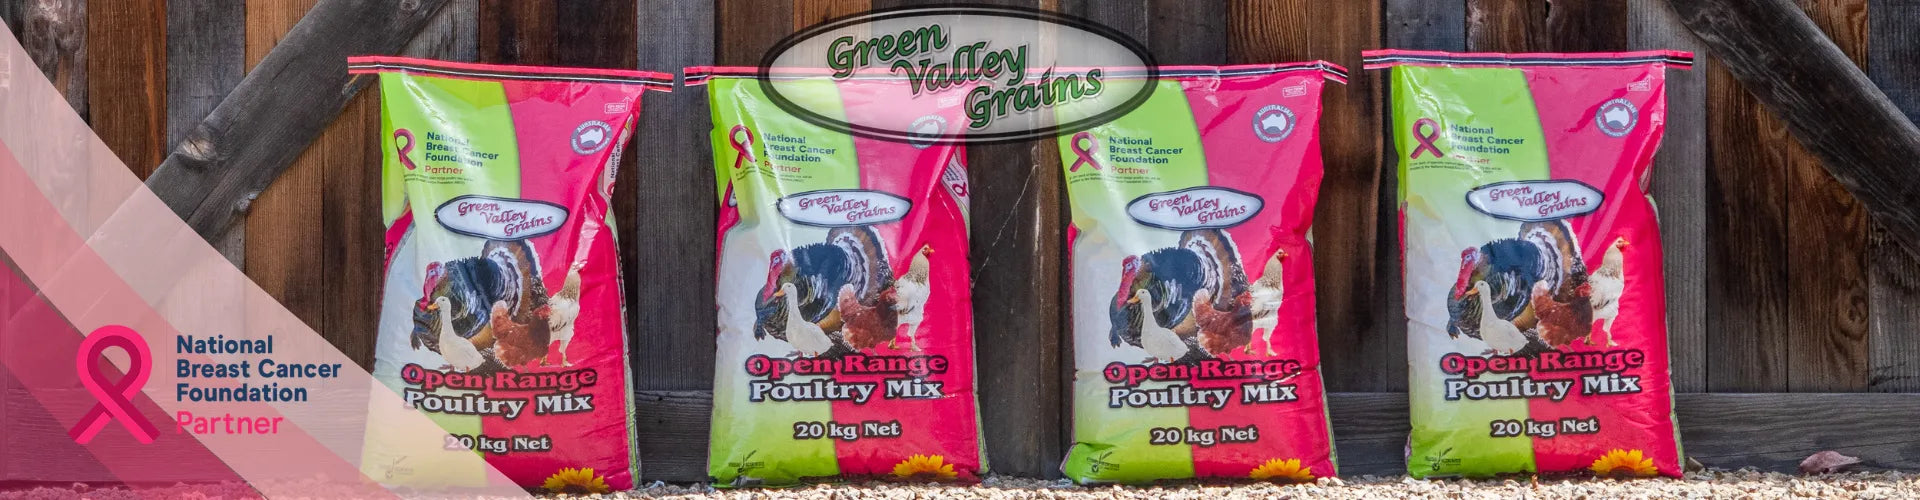 Green
Valley
Grains
National
Breast Cancer
Foundation
Partner
AUSTRALIAN
National
Breast Cancer
Foundation
Partner
Green
Valley
Grains
Open Range
Poultry Mix
20 kg Net
National
Breast Cancer
Foundation
Partner
Green
Valley
Grains
Open Range
Poultry Mix
20 kg Net
National
Breast Cancer
Foundation
Partner
AUSTRALIAN
Green
Valley
Grains
Open Range
Poultry Mix
20 kg Net
National
Breast Cancer
Foundation
Partner
AUSTRALIAN
Green
Valley
Grains
Open Range
Poultry Mix
20 kg Net